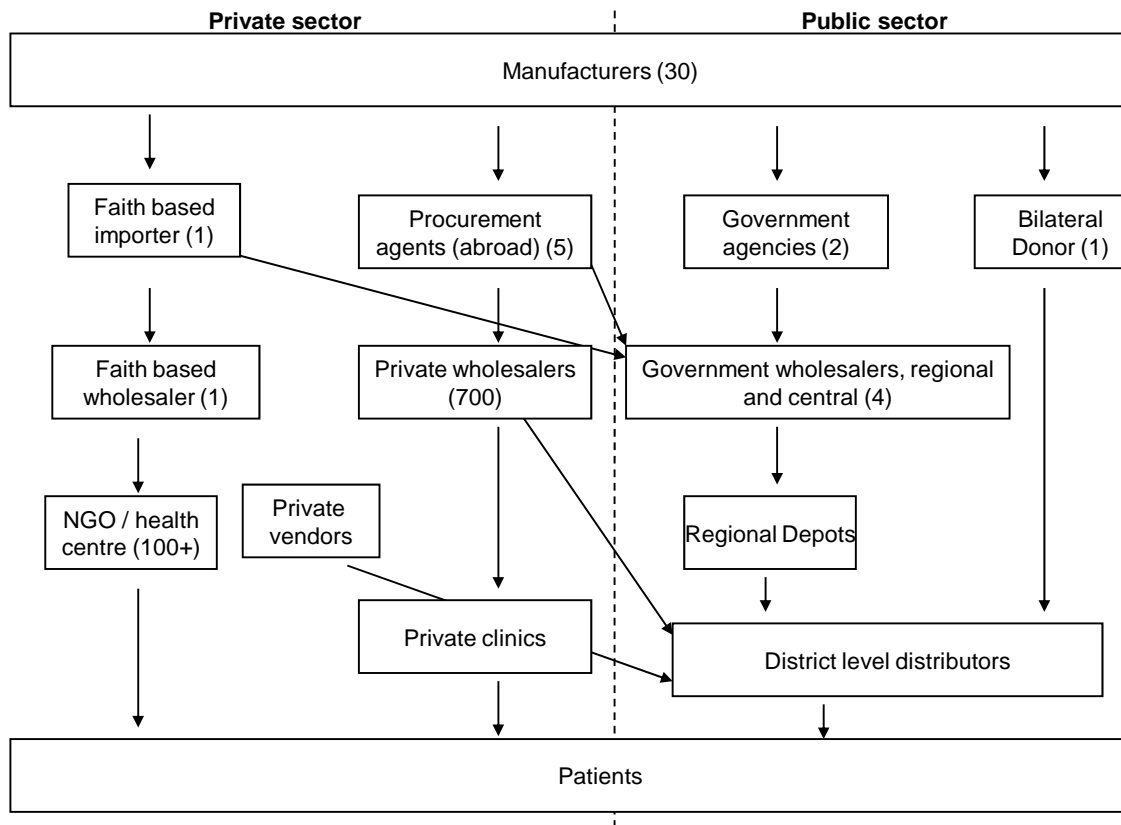 Private sector
Public sector
Manufacturers (30)
Faith based
importer (1)
Procurement
agents (abroad) (5)
Government
agencies (2)
Bilateral
Donor (1)
Faith based
wholesaler (1)
Private wholesalers
(700)
Government wholesalers, regional
and central (4)
NGO / health
centre (100+)
Private
vendors
Regional Depots
Private clinics
District level distributors
Patients